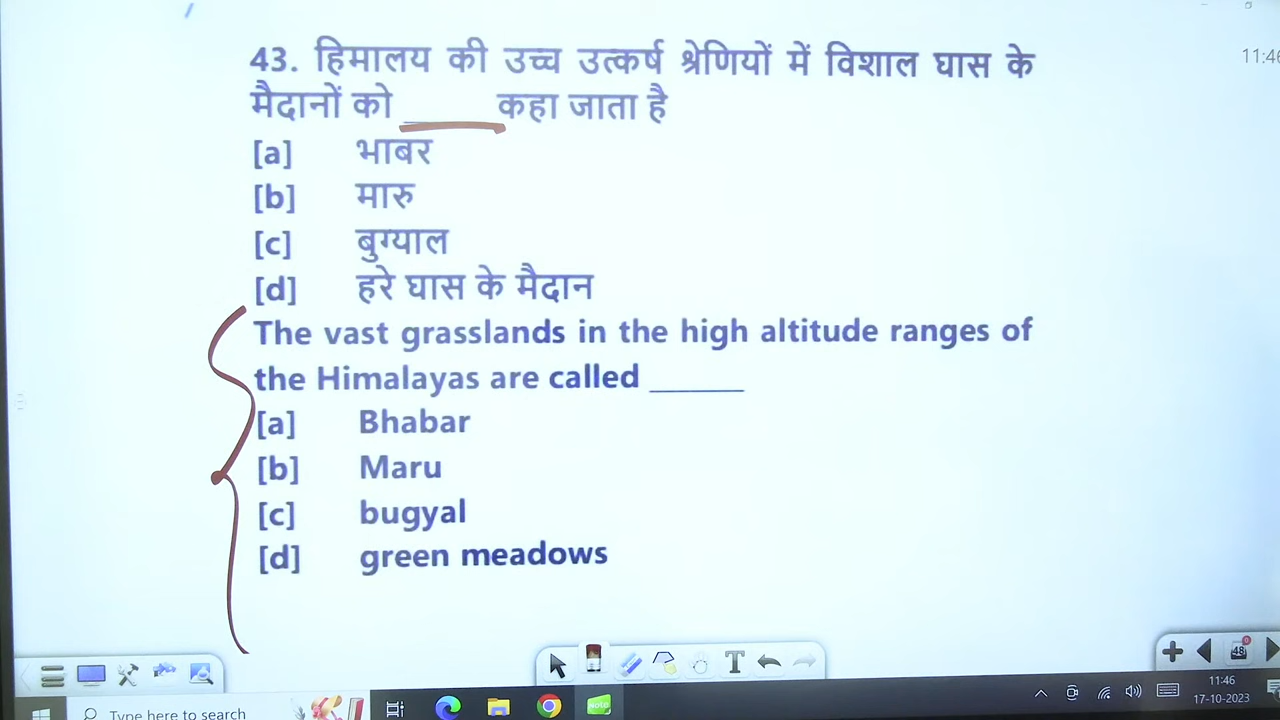 11:46
43. हिमालय की उच्च उत्कर्ष श्रेणियों में विशाल घास के
मैदानों को _____ कहा जाता है
[a] भाबर
[b] मारु
[c] बुग्याल
[d] हरे घास के मैदान
The vast grasslands in the high altitude ranges of
the Himalayas are called ______
[a] Bhabar
[b] Maru
[c] bugyal
[d] green meadows
T
48
Type here to search
11:46
17-10-2023